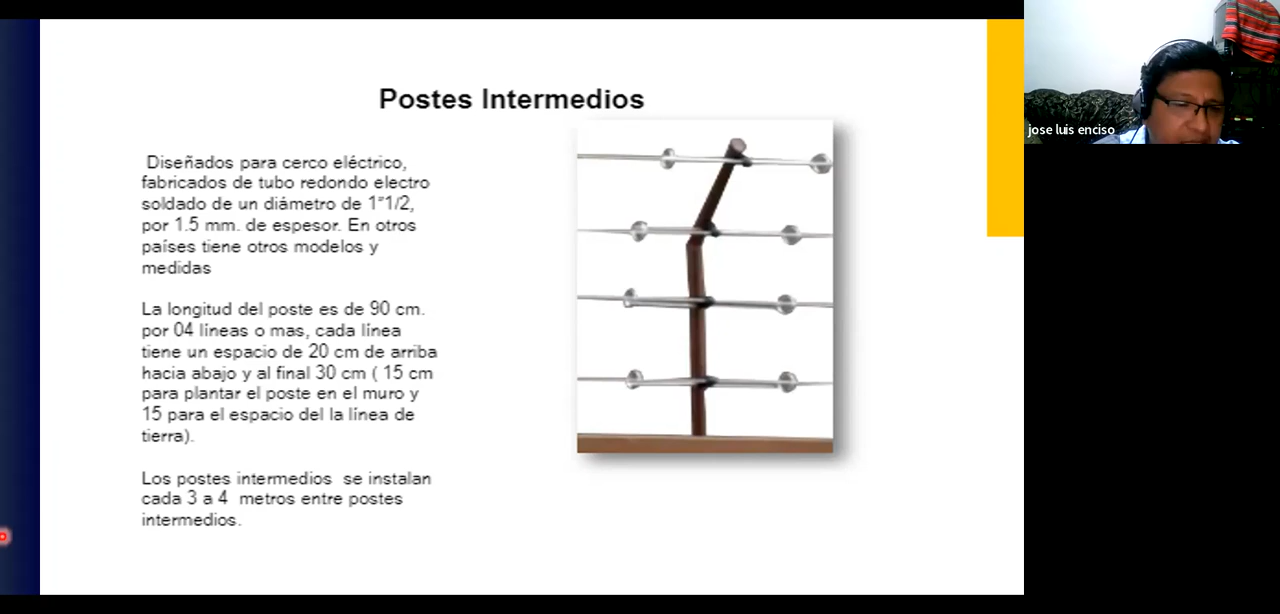 Postes Intermedios
Diseñados para cerco eléctrico,
fabricados de tubo redondo electro
soldado de un diámetro de 1"1/2,
por 1.5 mm. de espesor. En otros
países tiene otros modelos y
medidas
La longitud del poste es de 90 cm.
por 04 líneas o mas, cada línea
tiene un espacio de 20 cm de arriba
hacia abajo y al final 30 cm ( 15 cm
para plantar el poste en el muro y
15 para el espacio del la línea de
tierra).
Los postes intermedios se instalan
cada 3 a 4 metros entre postes
intermedios.
jose luis enciso